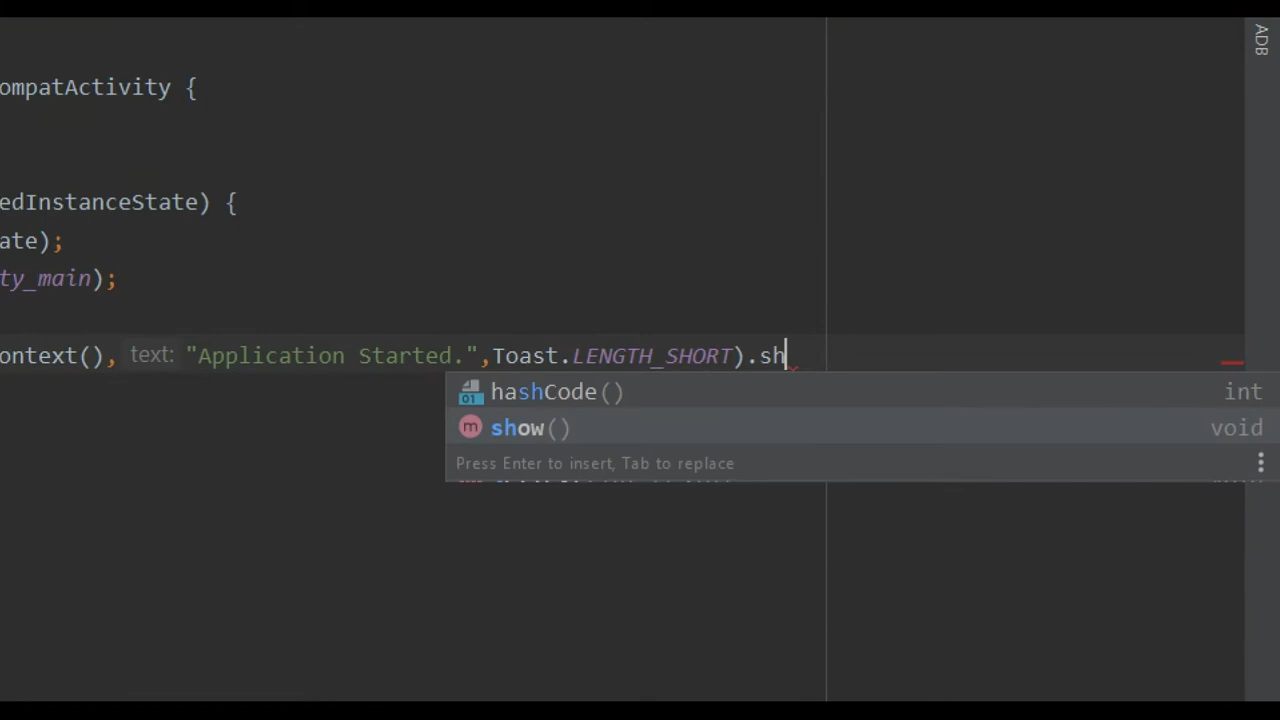 ADB
ompatActivity {
edInstanceState) {
ate);
ty_main);
ontext(), text: "Application Started.",Toast.LENGTH_SHORT).sh
hashCode() int
show() void
Press Enter to insert, Tab to replace